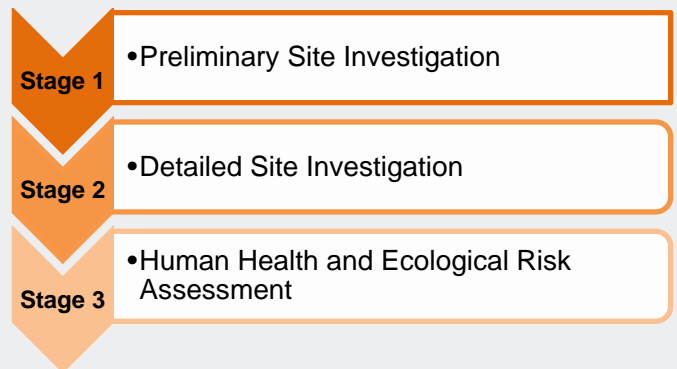 Stage 1
•Preliminary Site Investigation
Stage 2
•Detailed Site Investigation
Stage 3
•Human Health and Ecological Risk
Assessment